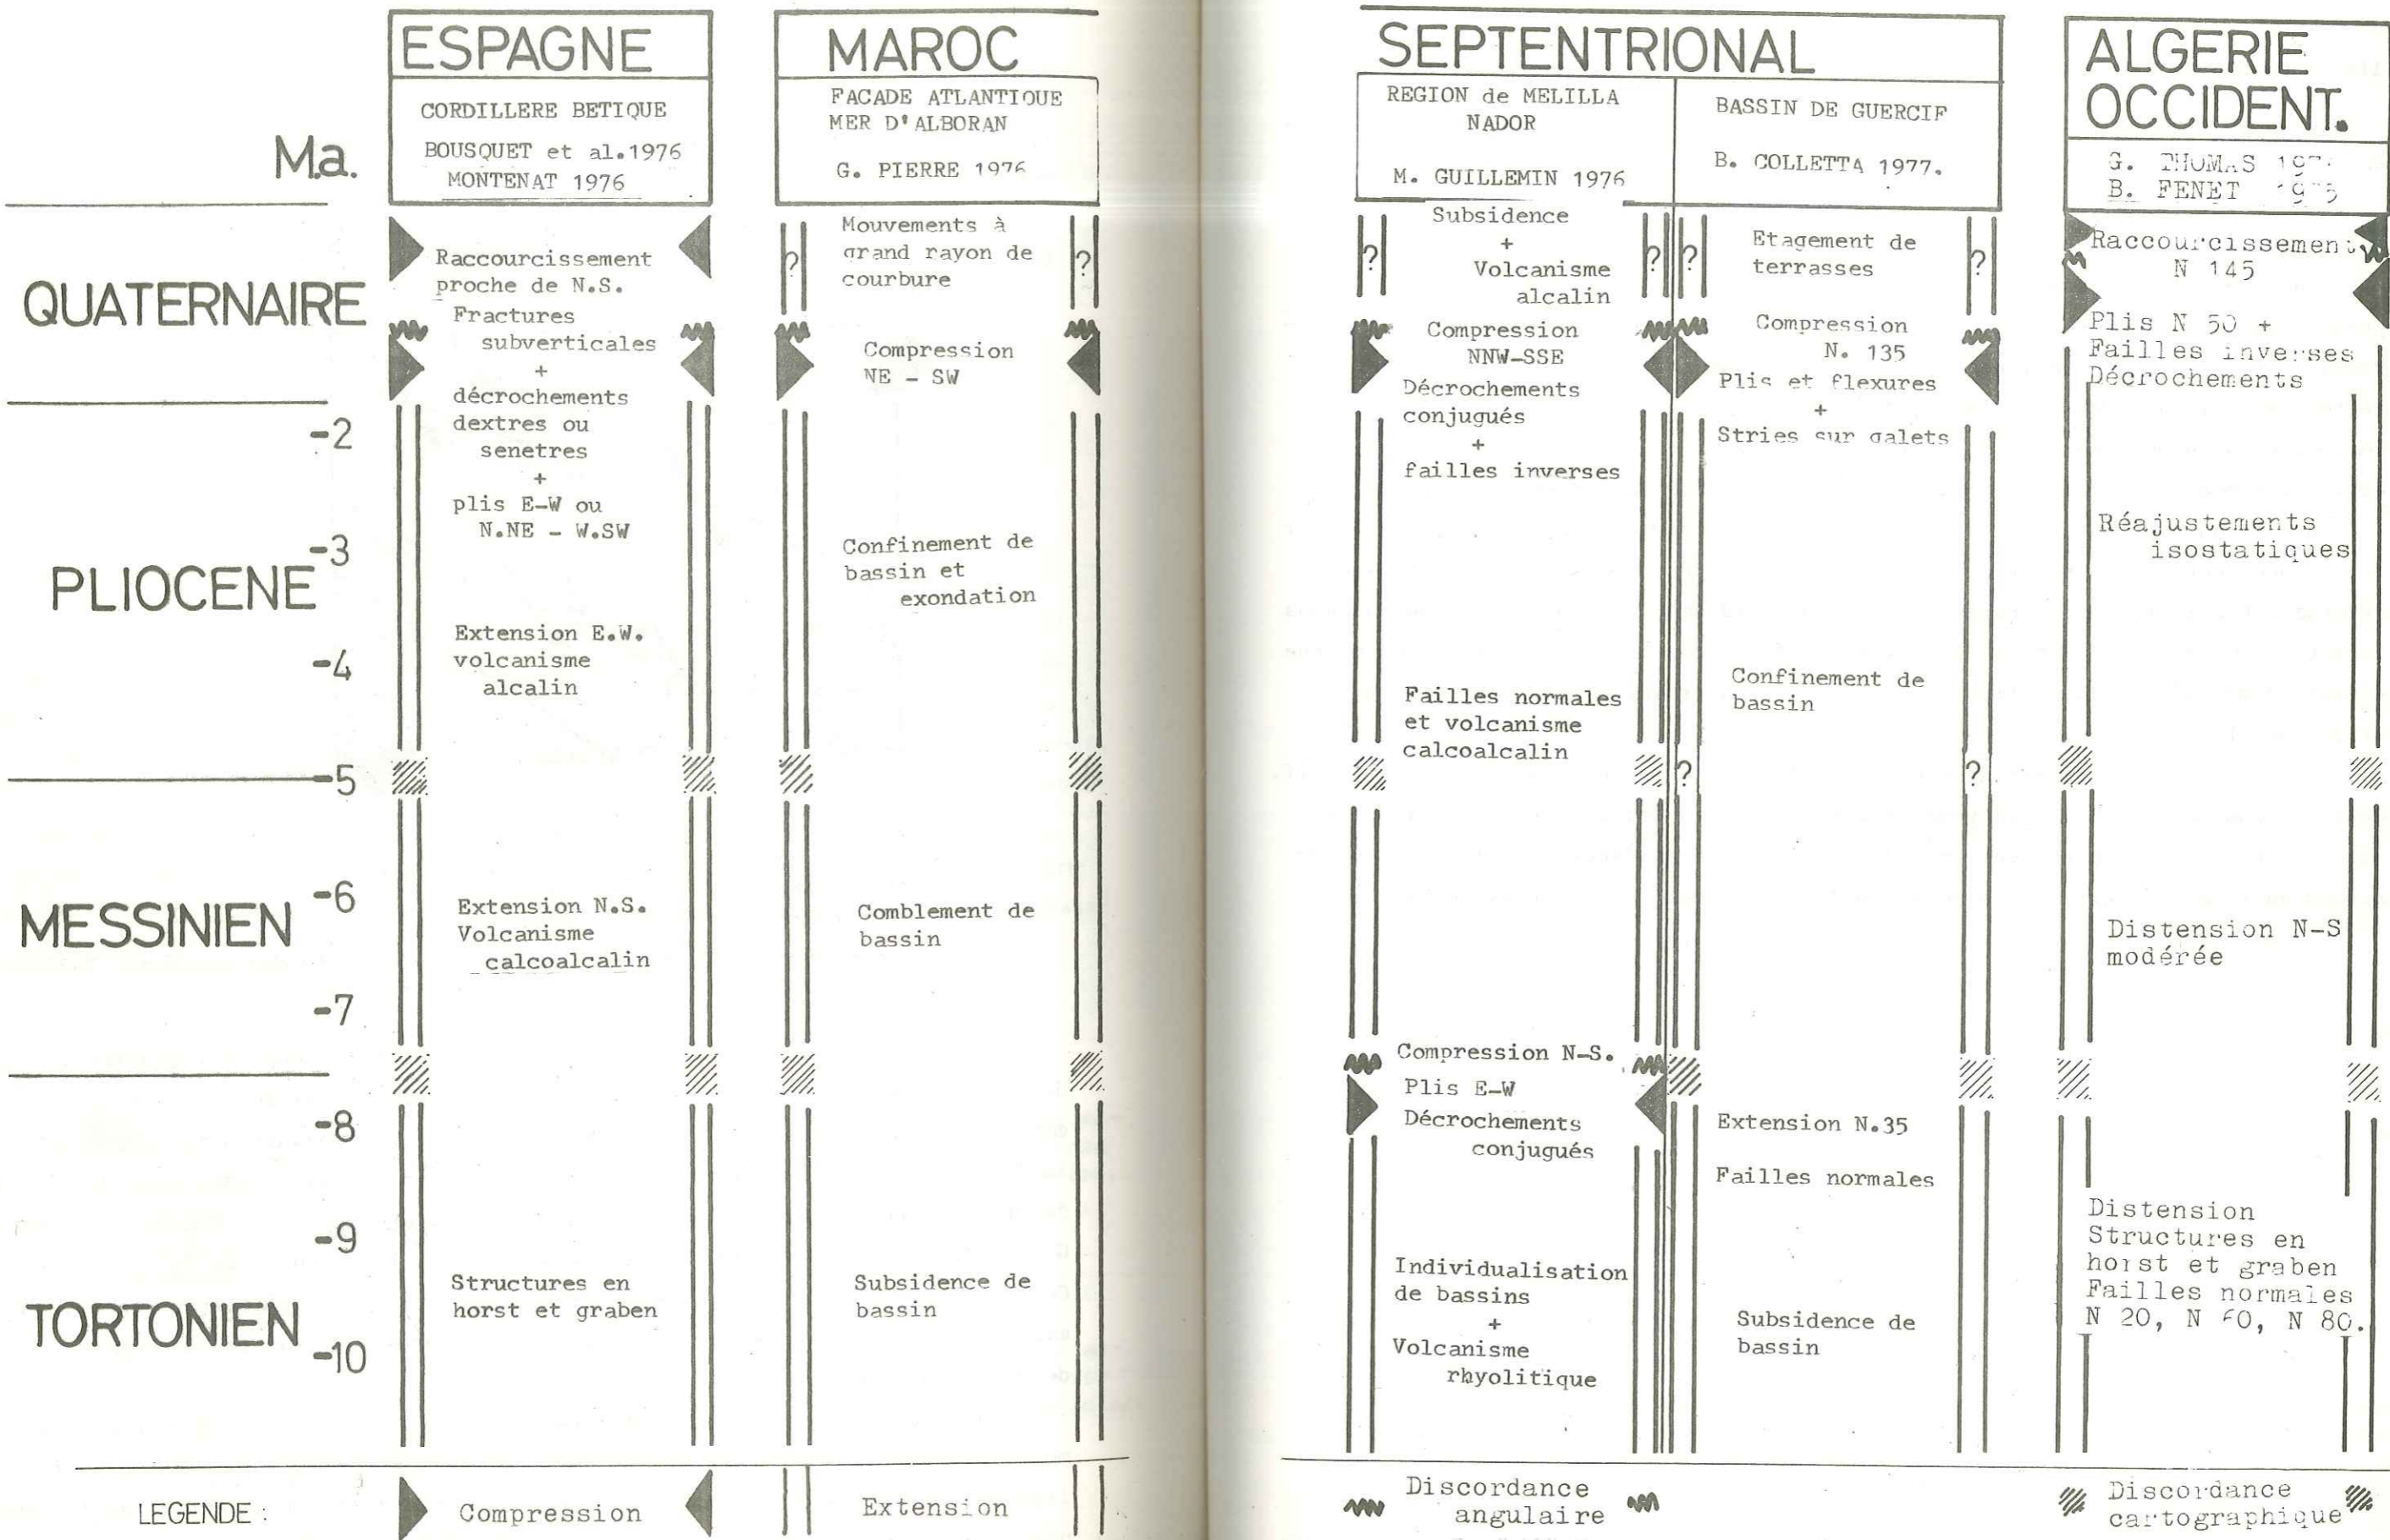 ESPAGNE
CORDILLERE BETIQUE
BOUSQUET et al.1976
MONTENAT 1976
MAROC
FACADE ATLANTIQUE
MER D'ALBORAN
G. PIERRE 1976
SEPTENTRIONAL
REGION de MELILLA
NADOR
M. GUILLEMIN 1976
BASSIN DE GUERCIF
B. COLLETTA 1977.
ALGERIE
OCCIDENT.
G. THOMAS
B. FENET
Ma.
QUATERNAIRE
PLIOCENE
MESSINIEN
TORTONIEN
-2
-3
-4
-5
-6
-7
-8
-9
-10
Raccourcissement
proche de N.S.
Fractures
subverticales
+
décrochements
dextres ou
senetres
+
plis E-W ou
N.NE - W.SW
Extension E.W.
volcanisme
alcalin
Extension N.S.
Volcanisme
calcoalcalin
Structures en
horst et graben
? ?
Mouvements à
grand rayon de
courbure
Compression
NE - SW
Confinement de
bassin et
exondation
Comblement de
bassin
Subsidence de
bassin
? ?
Subsidence
+
Volcanisme
alcalin
Compression
NNW-SSE
Décrochements
conjugués
+
failles inverses
Failles normales
et volcanisme
calcoalcalin
Compression N-S.
Plis E-W
Décrochements
conjugués
Individualisation
de bassins
+
Volcanisme
rhyolitique
? ?
Etagement de
terrasses
Compression
N. 135
Plis et flexures
+
Stries sur galets
Confinement de
bassin
? ?
Extension N.35
Failles normales
Subsidence de
bassin
Raccourcissement
N 145
Plis N 50 +
Failles inverses
Décrochements
Réajustements
isostatiques
Distension N-S
modérée
Distension
Structures en
horst et graben
Failles normales
N 20, N 60, N 80.
LEGENDE :
Compression
Extension
Discordance
angulaire
Discordance
cartographique